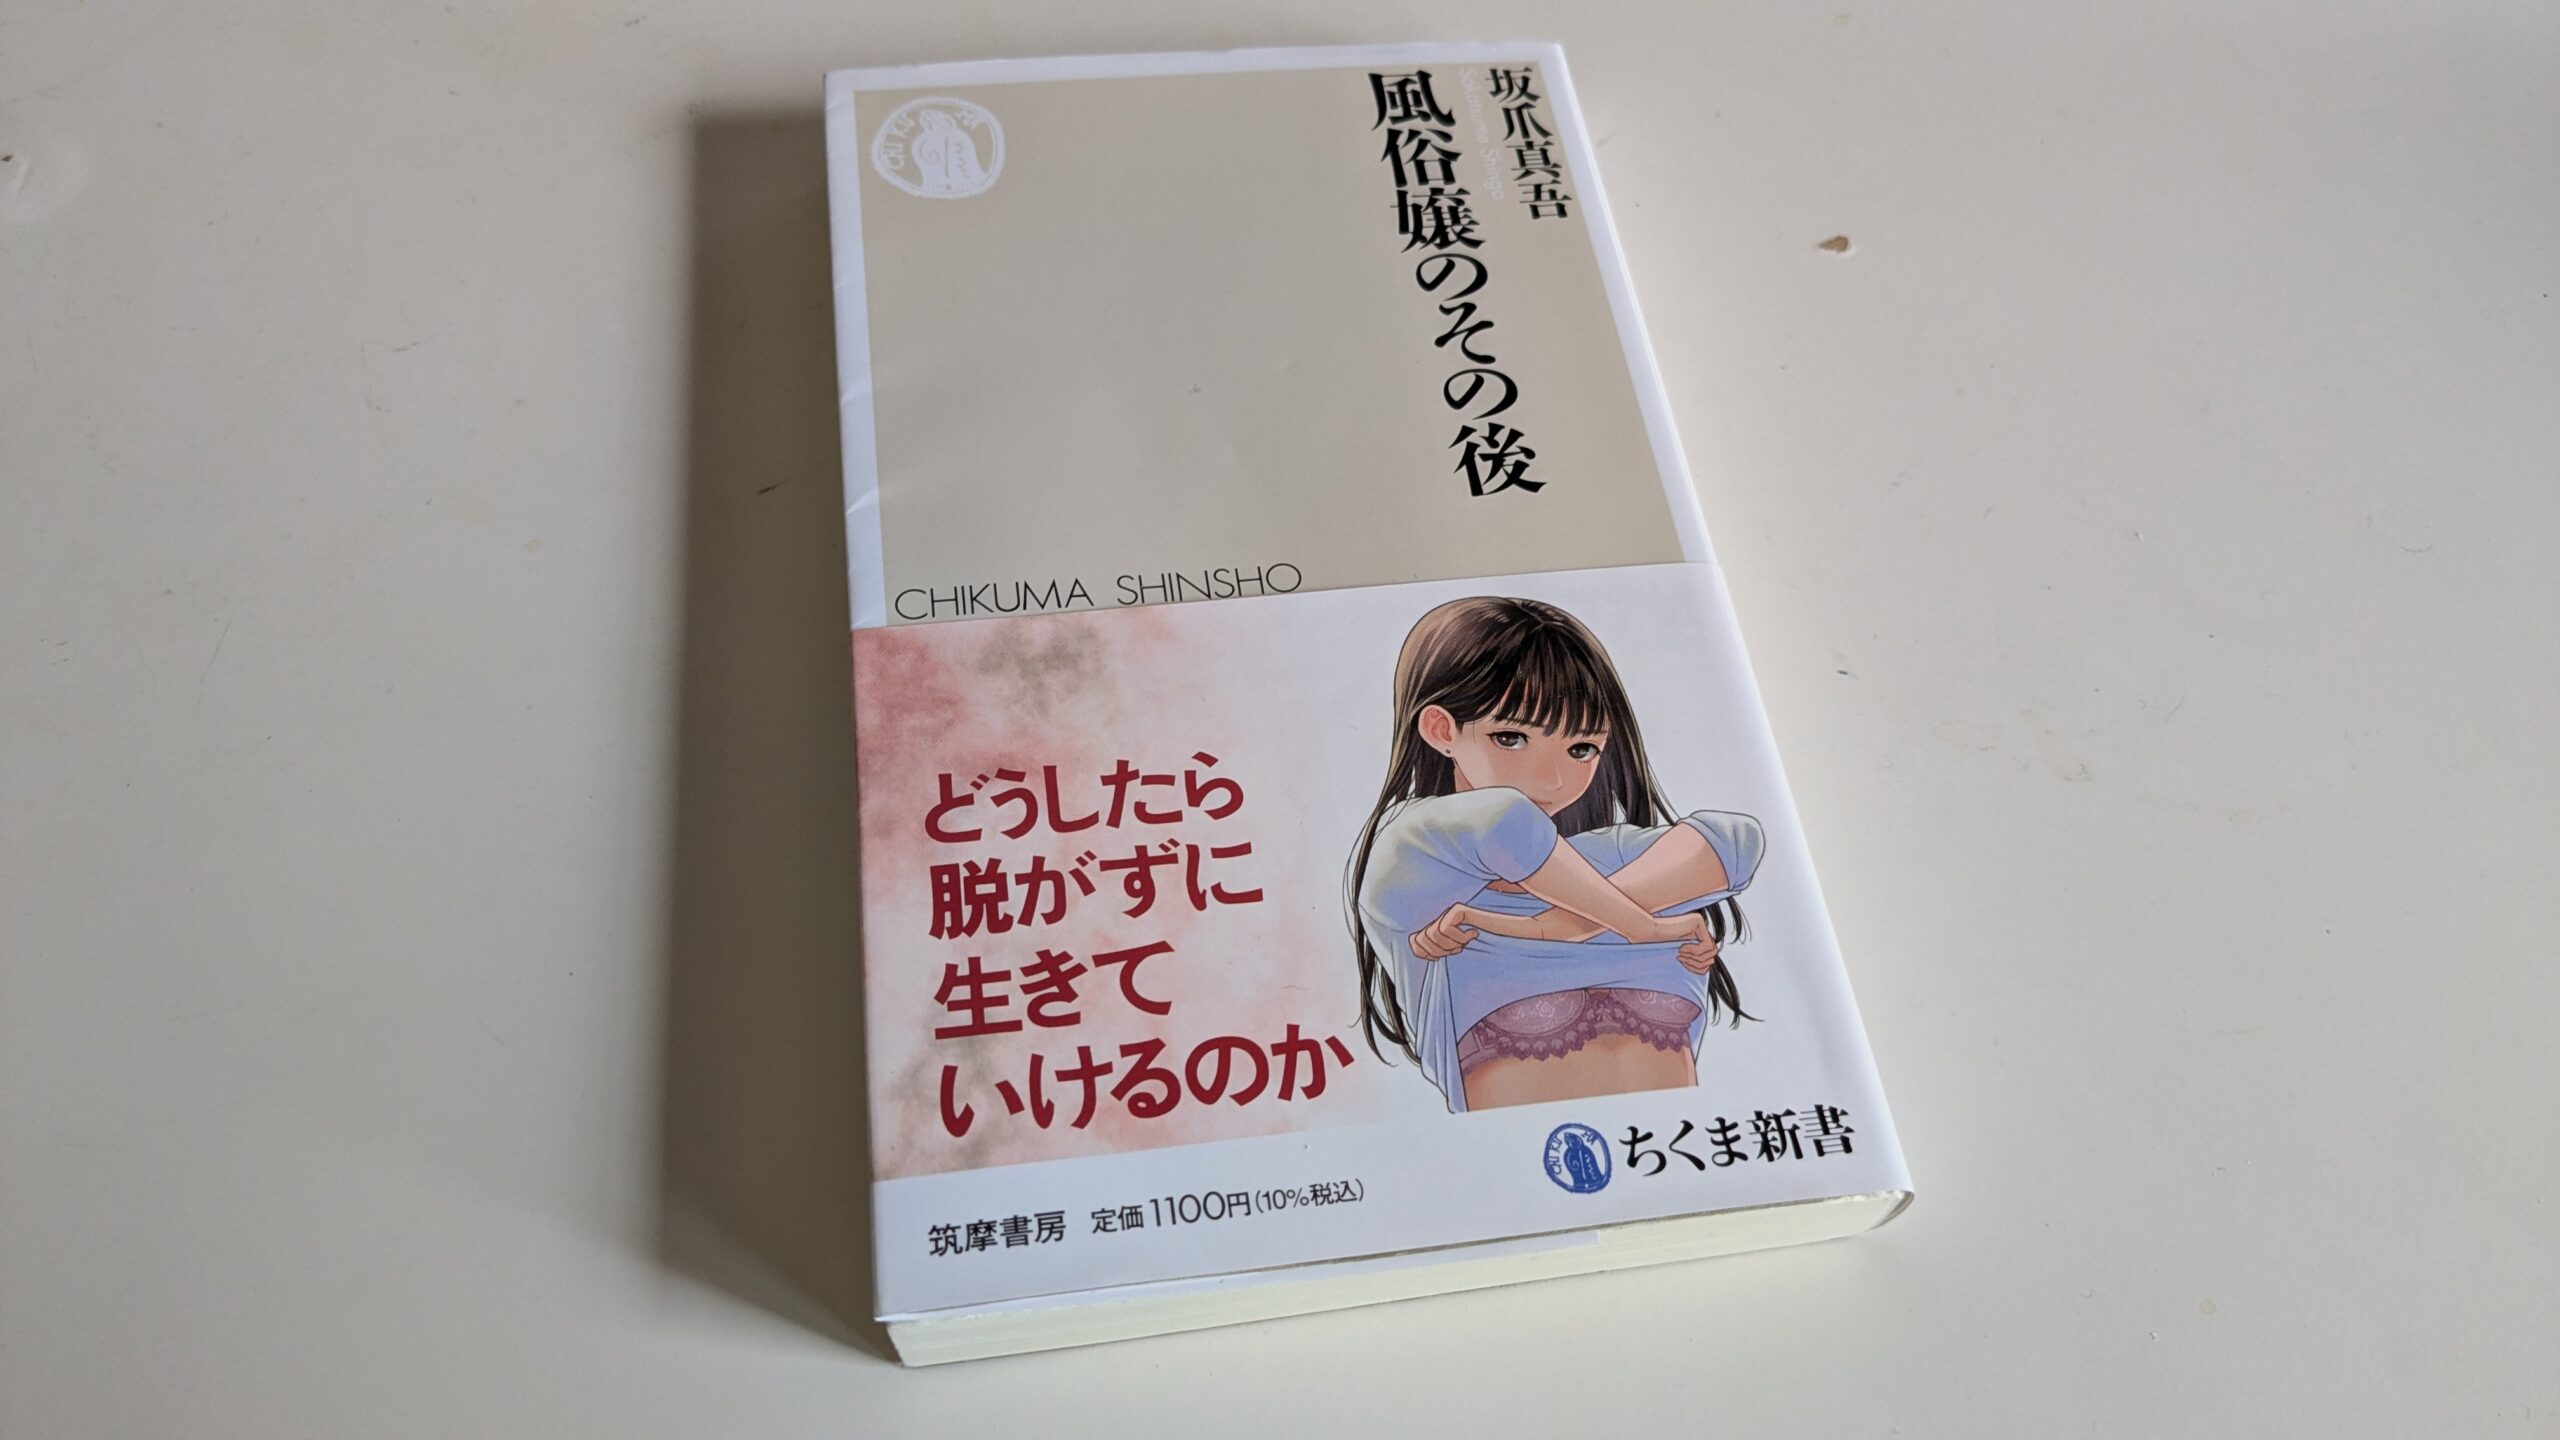 坂爪真吾
Sakatsume Shingo
風俗嬢のその後
CHIKUMA SHINSHO
どうしたら
脱がずに
生きて
いけるのか
ちくま新書
筑摩書房 定価1100円(10%税込)